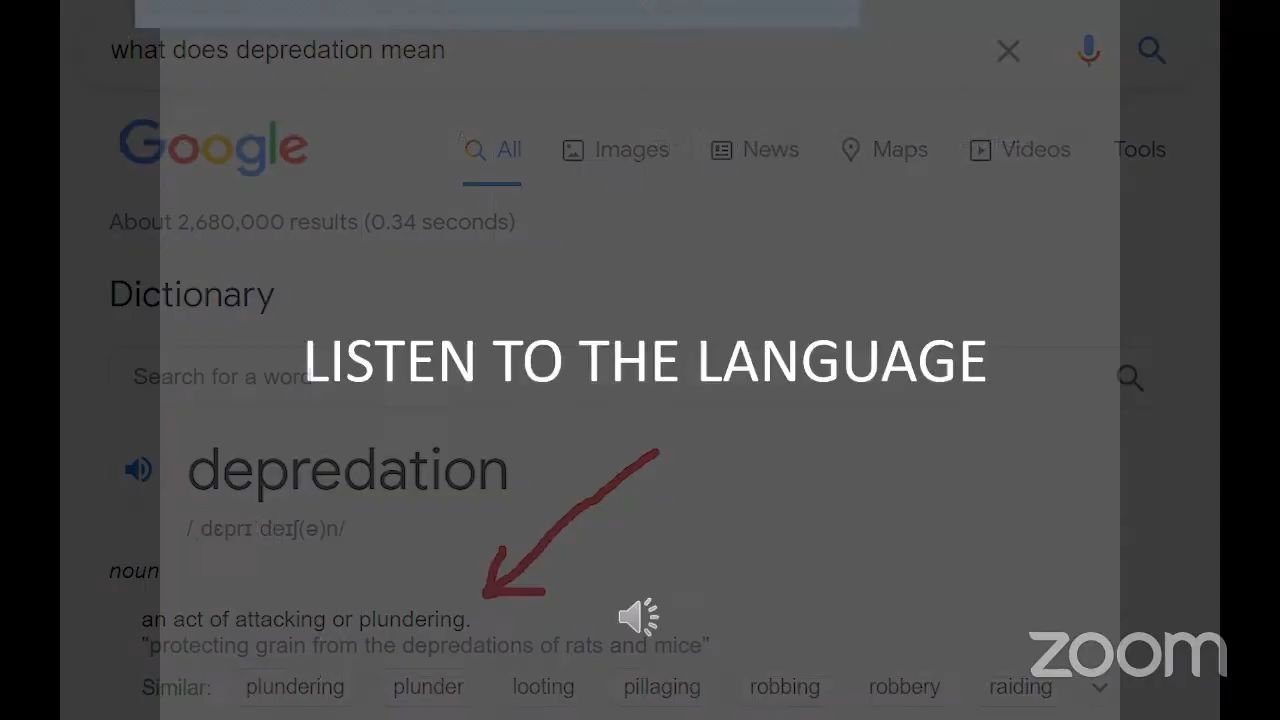 what does depredation mean
Google
All Images News Maps Videos Tools
About 2,680,000 results (0.34 seconds)
Dictionary
LISTEN TO THE LANGUAGE
Search for a word
depredation
/ˌdɛprɪˈdeɪʃ(ə)n/
noun
an act of attacking or plundering.
"protecting grain from the depredations of rats and mice"
Similar: plundering plunder looting pillaging robbing robbery raiding
zoom